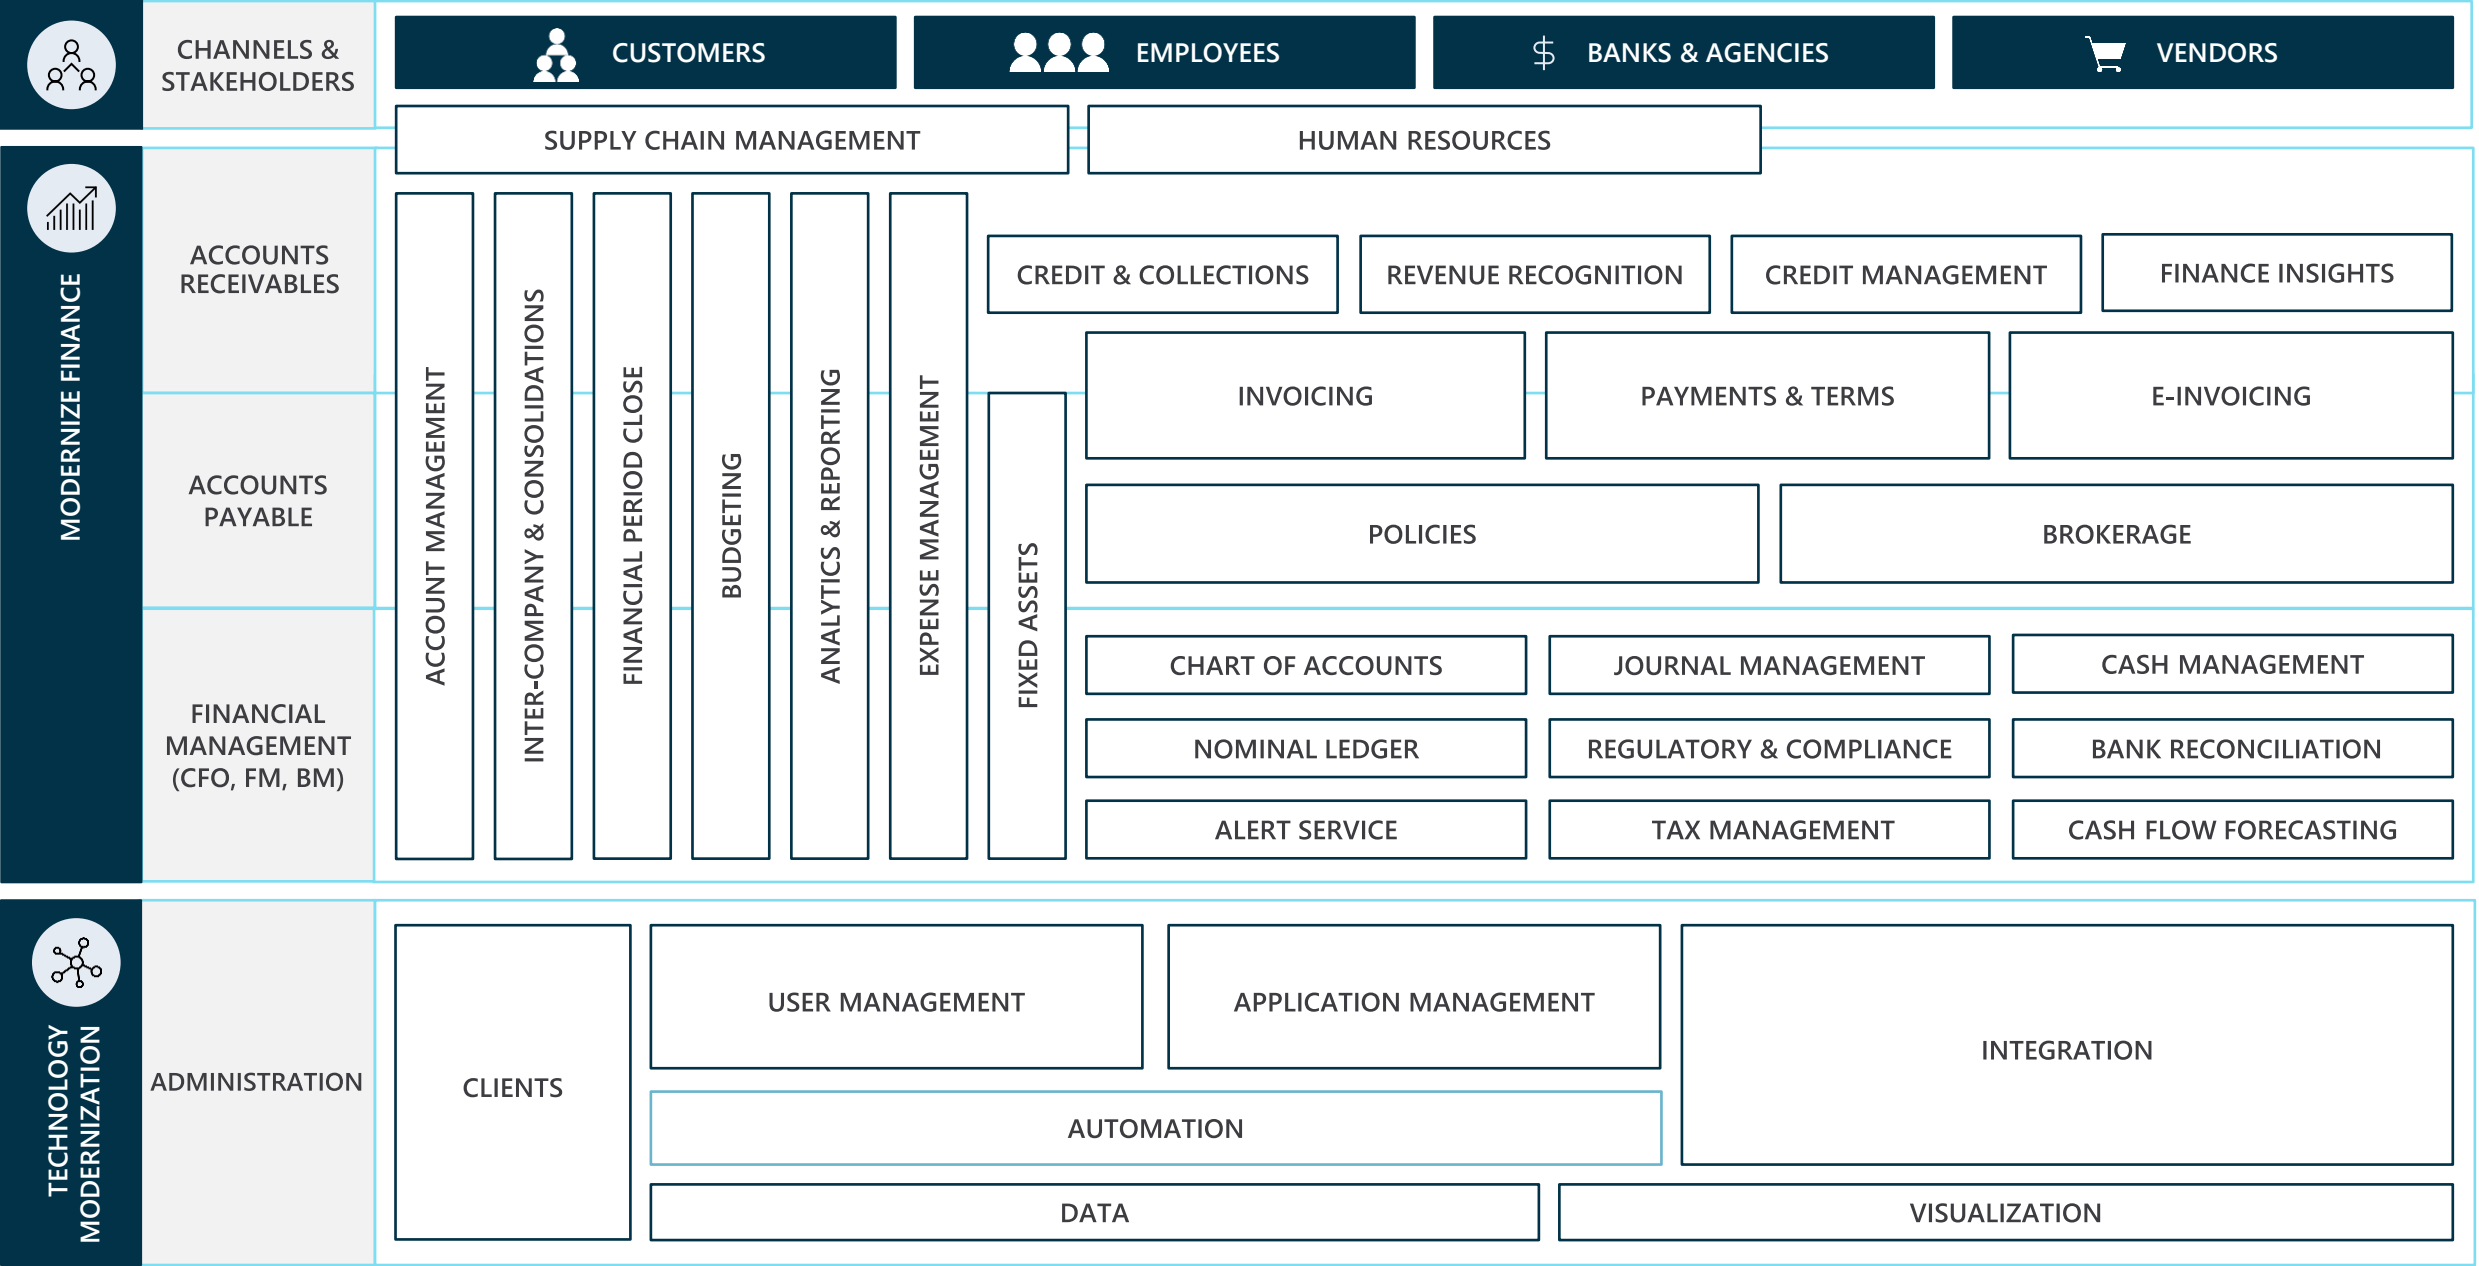 CHANNELS &
STAKEHOLDERS
CUSTOMERS
EMPLOYEES
BANKS & AGENCIES
VENDORS
SUPPLY CHAIN MANAGEMENT
HUMAN RESOURCES
MODERNIZE FINANCE
ACCOUNTS
RECEIVABLES
ACCOUNTS
PAYABLE
FINANCIAL
MANAGEMENT
(CFO, FM, BM)
ACCOUNT MANAGEMENT
INTER-COMPANY & CONSOLIDATIONS
FINANCIAL PERIOD CLOSE
BUDGETING
ANALYTICS & REPORTING
EXPENSE MANAGEMENT
FIXED ASSETS
CREDIT & COLLECTIONS
REVENUE RECOGNITION
CREDIT MANAGEMENT
FINANCE INSIGHTS
INVOICING
PAYMENTS & TERMS
E-INVOICING
POLICIES
BROKERAGE
CHART OF ACCOUNTS
JOURNAL MANAGEMENT
CASH MANAGEMENT
NOMINAL LEDGER
REGULATORY & COMPLIANCE
BANK RECONCILIATION
ALERT SERVICE
TAX MANAGEMENT
CASH FLOW FORECASTING
TECHNOLOGY
MODERNIZATION
ADMINISTRATION
CLIENTS
USER MANAGEMENT
APPLICATION MANAGEMENT
INTEGRATION
AUTOMATION
DATA
VISUALIZATION